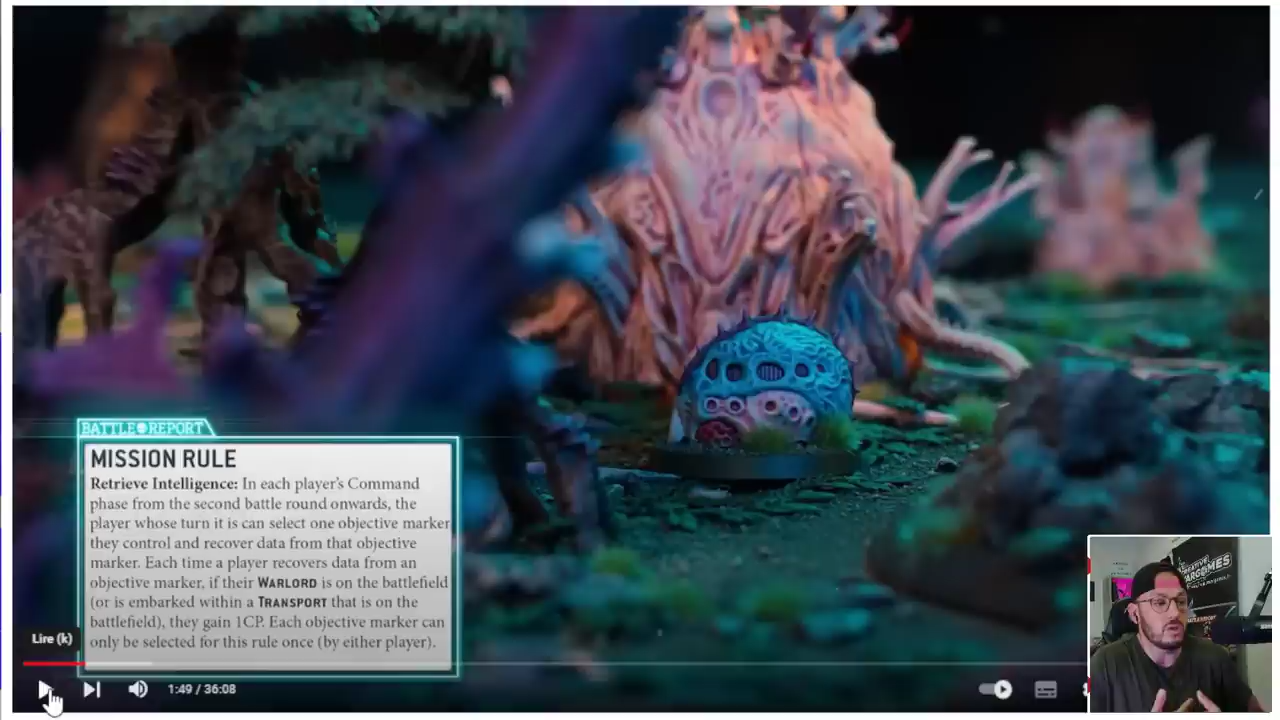 BATTLE REPORT
MISSION RULE
Retrieve Intelligence: In each player's Command
phase from the second battle round onwards, the
player whose turn it is can select one objective marker
they control and recover data from that objective
marker. Each time a player recovers data from an
objective marker, if their WARLORD is on the battlefield
(or is embarked within a TRANSPORT that is on the
battlefield), they gain 1CP. Each objective marker can
only be selected for this rule once (by either player).
Lire (k)
1:49 / 36:08